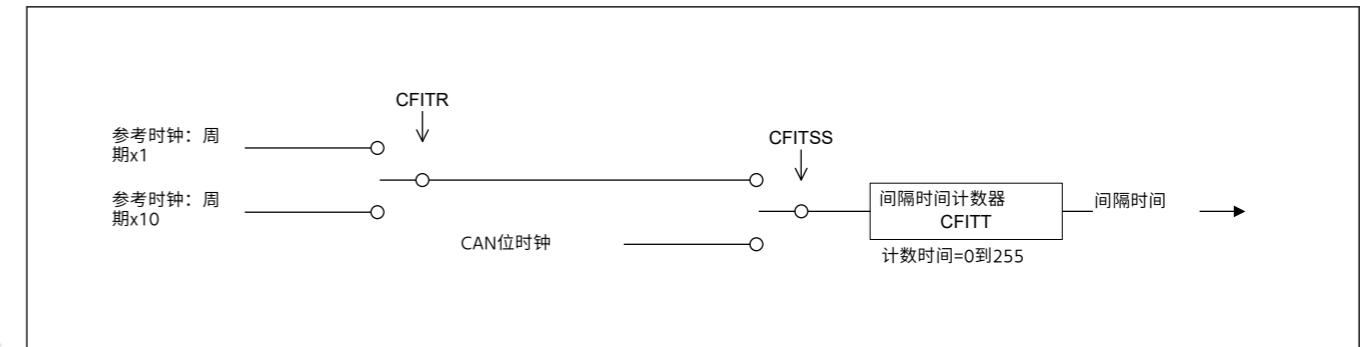 CFITR
参考时钟：周
期x1
CFITSS
参考时钟：周
期x10
间隔时间计数器
CFITT
间隔时间
CAN位时钟
计数时间=0到255